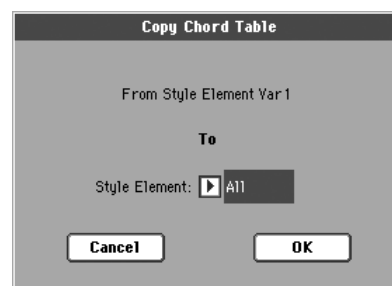 Copy Chord Table
From Style Element Var1
To
Style Element: All
Cancel OK